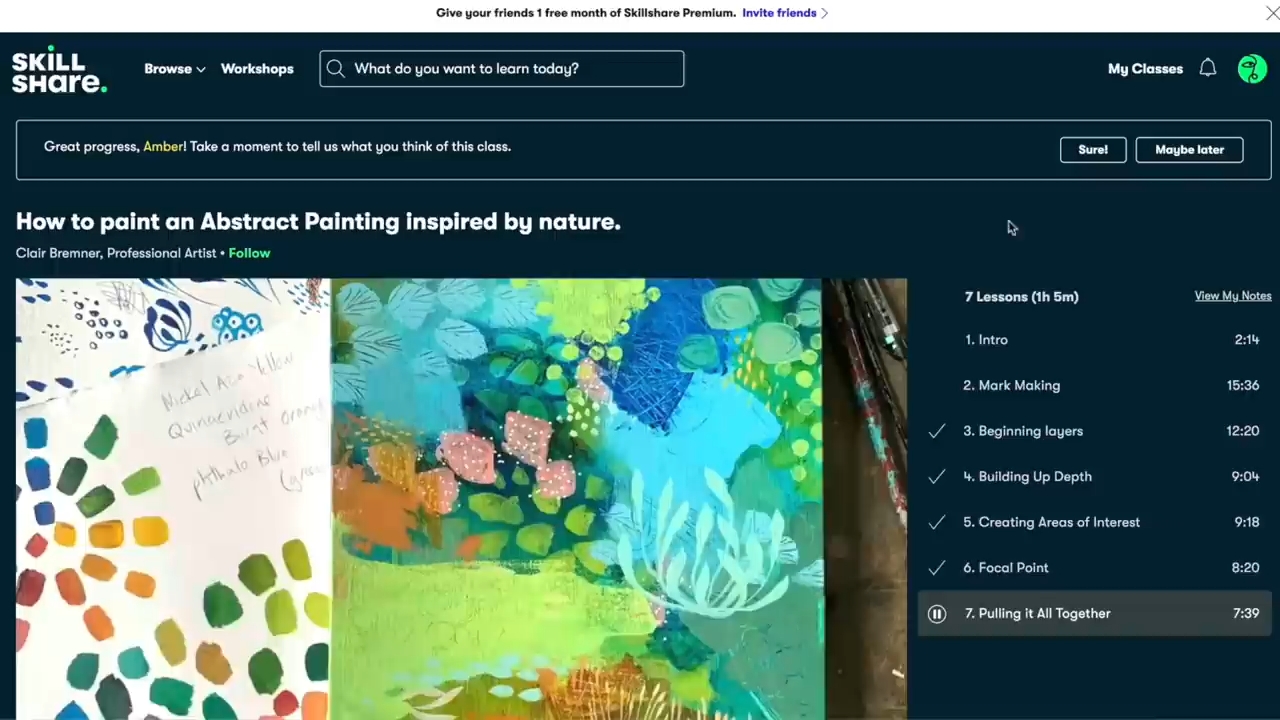 Give your friends 1 free month of Skillshare Premium. Invite friends
SKiLL
SHare.
Browse
Workshops
What do you want to learn today?
My Classes
Great progress, Amber! Take a moment to tell us what you think of this class.
Sure!
Maybe later
How to paint an Abstract Painting inspired by nature.
Clair Bremner, Professional Artist • Follow
Nickel Azo Yellow
Quinacridone
Burnt Orange
phthalo Blue
7 Lessons (1h 5m)
View My Notes
1. Intro 2:14
2. Mark Making 15:36
3. Beginning layers 12:20
4. Building Up Depth 9:04
5. Creating Areas of Interest 9:18
6. Focal Point 8:20
7. Pulling it All Together 7:39